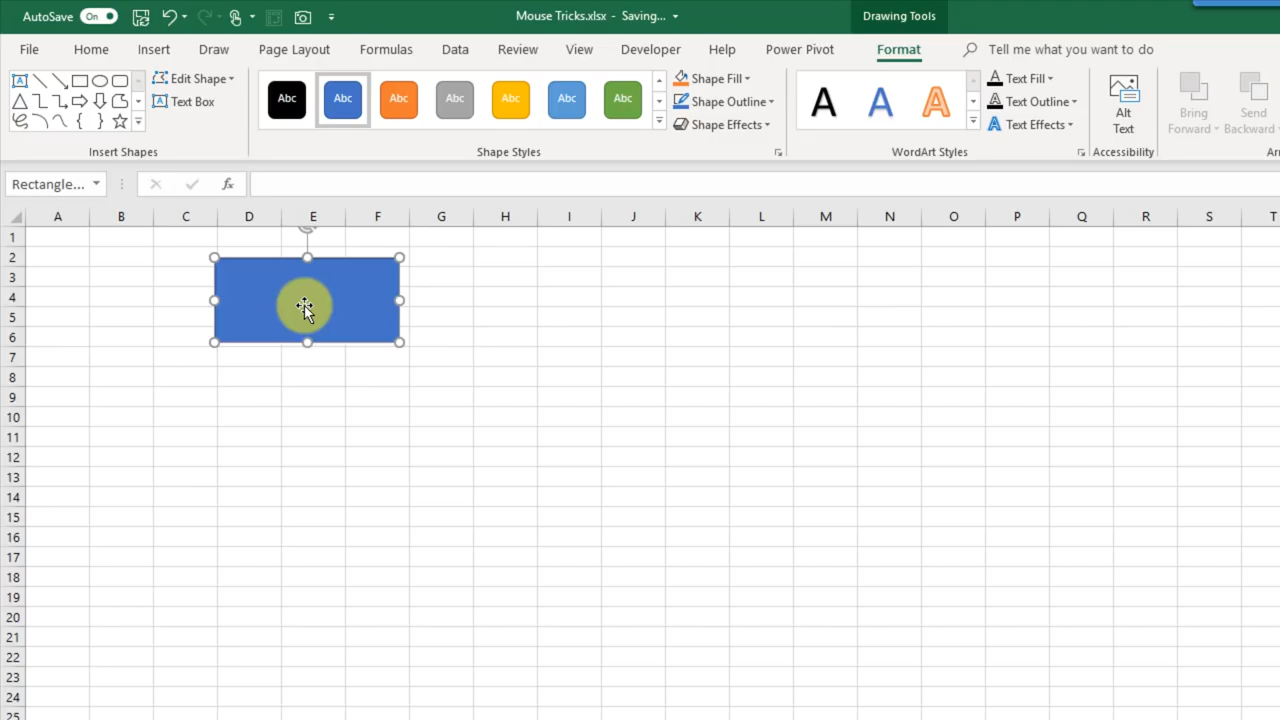 AutoSave On Mouse Tricks.xlsx - Saving... Drawing Tools
File Home Insert Draw Page Layout Formulas Data Review View Developer Help Power Pivot Format Tell me what you want to do
Edit Shape
Text Box
Insert Shapes
Abc Abc Abc Abc Abc Abc Abc
Shape Fill
Shape Outline
Shape Effects
Shape Styles
A A A
Text Fill
Text Outline
Text Effects
WordArt Styles
Alt
Text
Accessibility
Bring
Forward
Send
Backward
Ar
Rectangle... fx
A B C D E F G H I J K L M N O P Q R S T
1
2
3
4
5
6
7
8
9
10
11
12
13
14
15
16
17
18
19
20
21
22
23
24
25